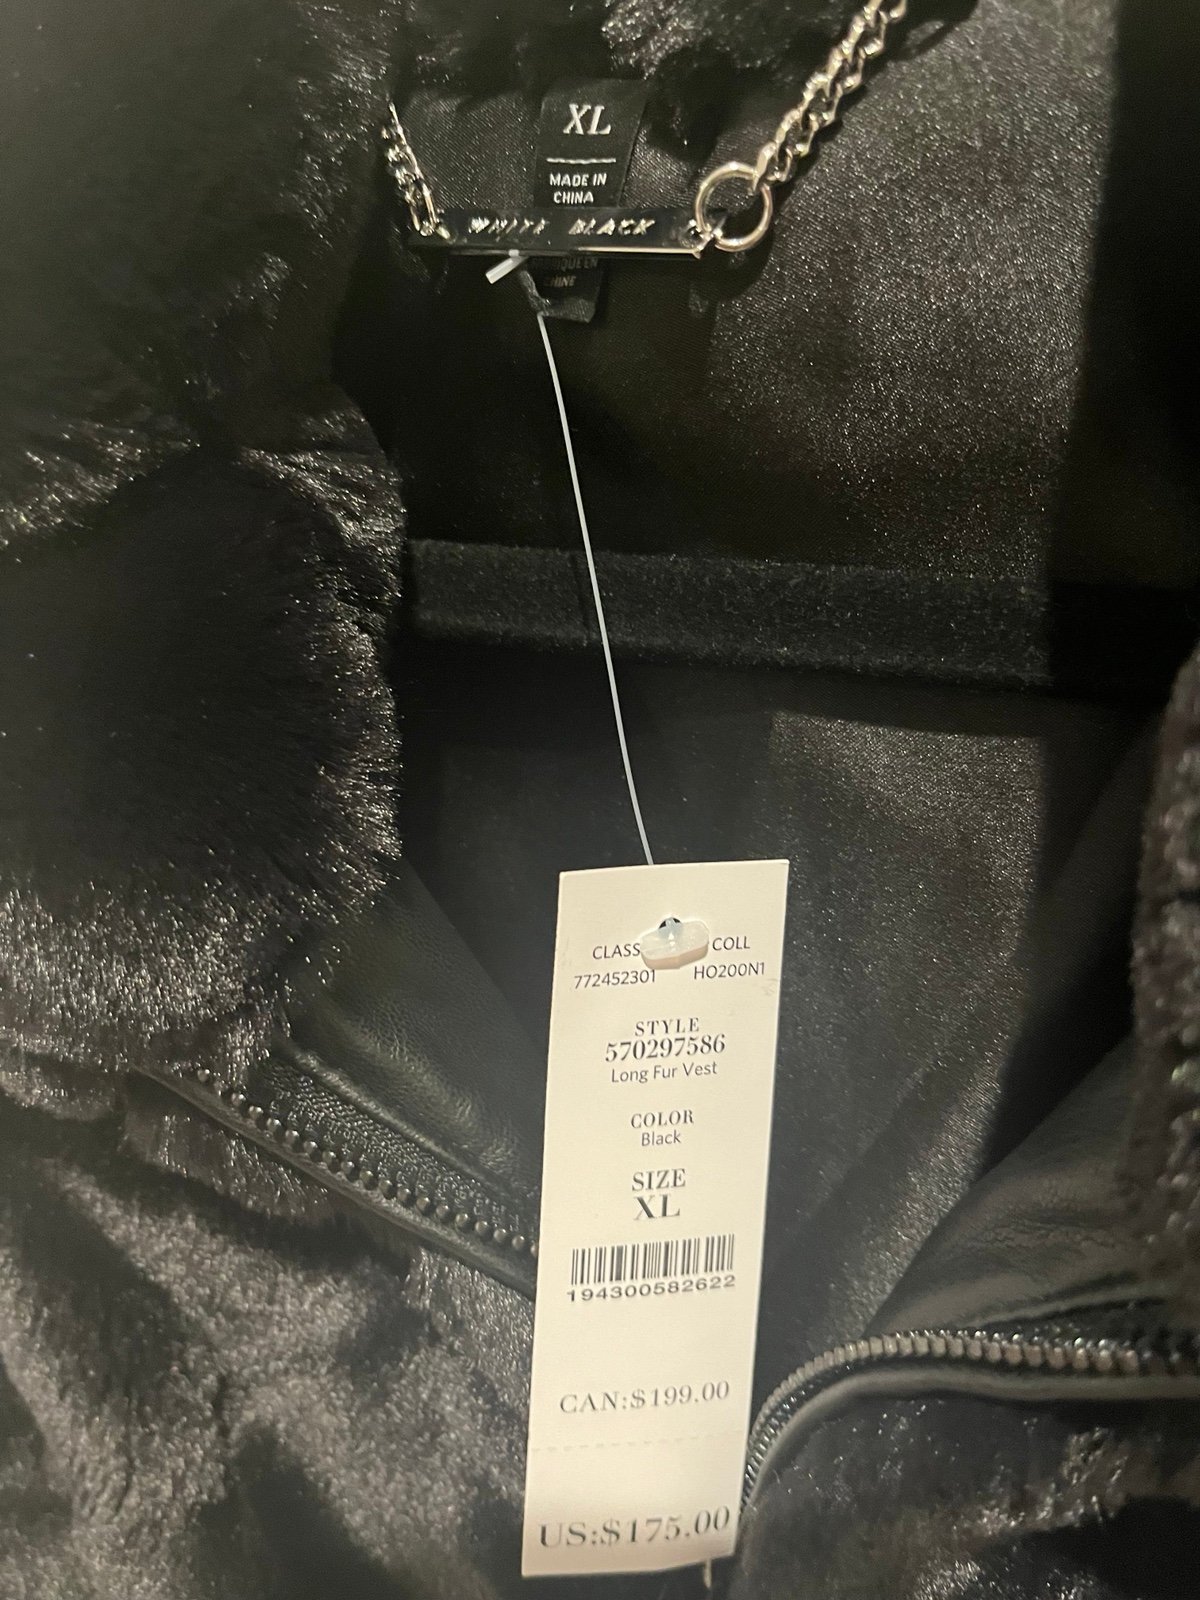 XL
MADE IN
CHINA
WHITE BLACK
CHINE
CLASS COLL
772452301 HO200N1
STYLE
570297586
Long Fur Vest
COLOR
Black
SIZE
XL
194300582622
CAN:$199.00
US:$175.00